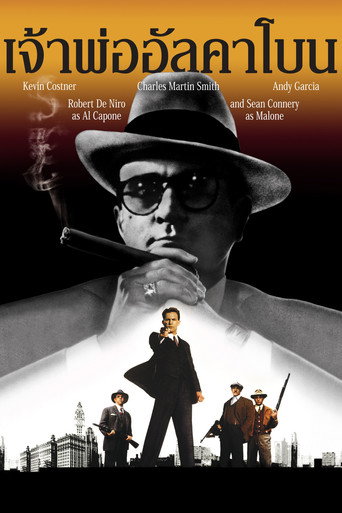 เจ้าพ่ออัลคาโปน
Kevin Costner Charles Martin Smith Andy Garcia
Robert De Niro and Sean Connery
as Al Capone as Malone